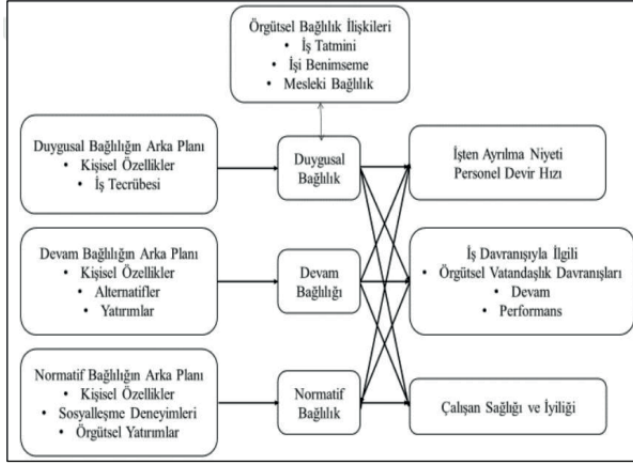 Örgütsel Bağlılık İlişkileri
• İş Tatmini
• İşi Benimseme
• Mesleki Bağlılık
Duygusal Bağlılığın Arka Planı
• Kişisel Özellikler
• İş Tecrübesi
Duygusal
Bağlılık
İşten Ayrılma Niyeti
Personel Devir Hızı
Devam Bağlılığın Arka Planı
• Kişisel Özellikler
• Alternatifler
• Yatırımlar
Devam
Bağlılığı
İş Davranışıyla İlgili
• Örgütsel Vatandaşlık Davranışları
• Devam
• Performans
Normatif Bağlılığın Arka Planı
• Kişisel Özellikler
• Sosyalleşme Deneyimleri
• Örgütsel Yatırımlar
Normatif
Bağlılık
Çalışan Sağlığı ve İyiliği